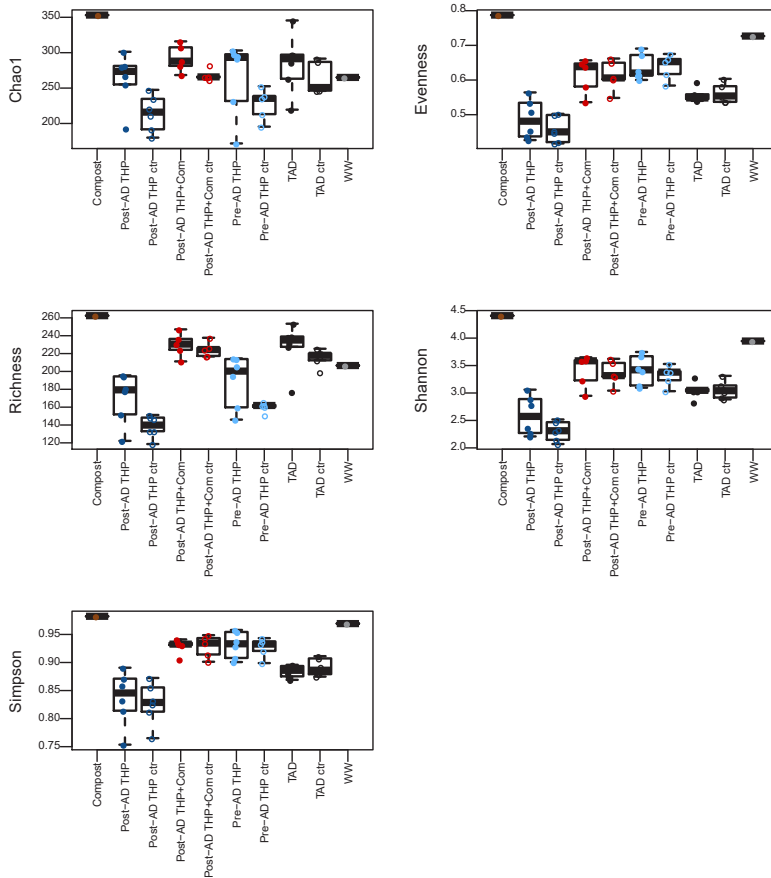 350
300
250
200
Chao1
Compost
Post−AD THP
Post−AD THP ctr
Post−AD THP+Com
Post−AD THP+Com ctr
Pre−AD THP
Pre−AD THP ctr
TAD
TAD ctr
WW
0.8
0.7
0.6
0.5
Evenness
Compost
Post−AD THP
Post−AD THP ctr
Post−AD THP+Com
Post−AD THP+Com ctr
Pre−AD THP
Pre−AD THP ctr
TAD
TAD ctr
WW
260
240
220
200
180
160
140
120
Richness
Compost
Post−AD THP
Post−AD THP ctr
Post−AD THP+Com
Post−AD THP+Com ctr
Pre−AD THP
Pre−AD THP ctr
TAD
TAD ctr
WW
4.5
4.0
3.5
3.0
2.5
2.0
Shannon
Compost
Post−AD THP
Post−AD THP ctr
Post−AD THP+Com
Post−AD THP+Com ctr
Pre−AD THP
Pre−AD THP ctr
TAD
TAD ctr
WW
0.95
0.90
0.85
0.80
0.75
Simpson
Compost
Post−AD THP
Post−AD THP ctr
Post−AD THP+Com
Post−AD THP+Com ctr
Pre−AD THP
Pre−AD THP ctr
TAD
TAD ctr
WW